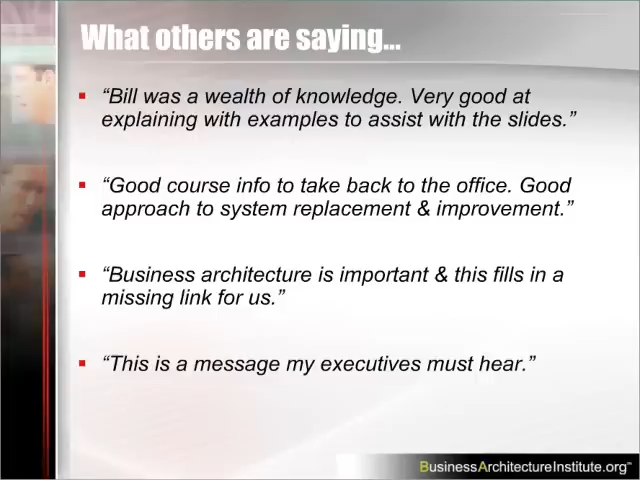 What others are saying...
“Bill was a wealth of knowledge. Very good at
explaining with examples to assist with the slides.”
“Good course info to take back to the office. Good
approach to system replacement & improvement.”
“Business architecture is important & this fills in a
missing link for us.”
“This is a message my executives must hear.”
BusinessArchitectureInstitute.org™